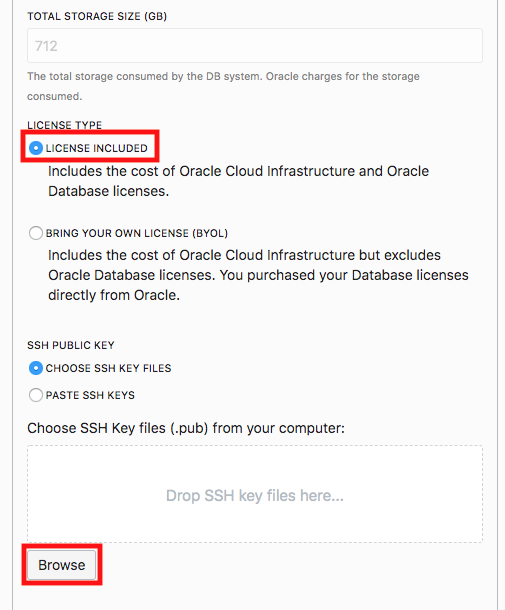 TOTAL STORAGE SIZE (GB)
712
The total storage consumed by the DB system. Oracle charges for the storage
consumed.
LICENSE TYPE
LICENSE INCLUDED
Includes the cost of Oracle Cloud Infrastructure and Oracle
Database licenses.
BRING YOUR OWN LICENSE (BYOL)
Includes the cost of Oracle Cloud Infrastructure but excludes
Oracle Database licenses. You purchased your Database licenses
directly from Oracle.
SSH PUBLIC KEY
CHOOSE SSH KEY FILES
PASTE SSH KEYS
Choose SSH Key files (.pub) from your computer:
Drop SSH key files here...
Browse